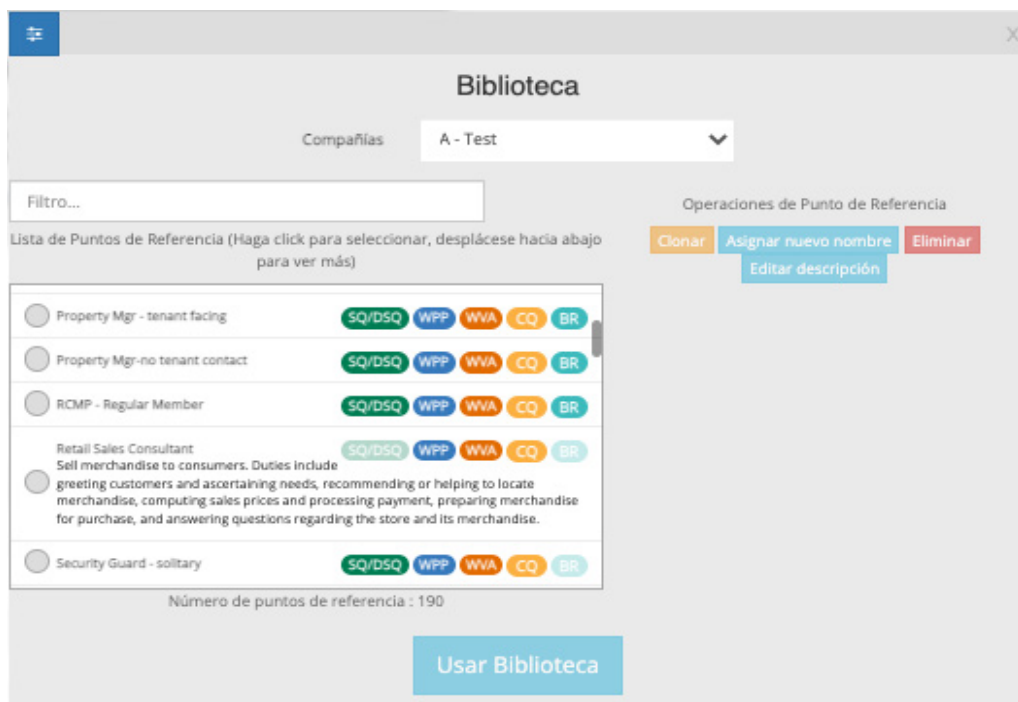 X
Biblioteca
Compañías
A - Test
Filtro...
Operaciones de Punto de Referencia
Lista de Puntos de Referencia (Haga click para seleccionar, desplácese hacia abajo
para ver más)
Clonar
Asignar nuevo nombre
Eliminar
Editar descripción
Property Mgr - tenant facing SQ/DSQ WPP WVA CQ BR
Property Mgr-no tenant contact SQ/DSQ WPP WVA CQ BR
RCMP - Regular Member SQ/DSQ WPP WVA CQ BR
Retail Sales Consultant SQ/DSQ WPP WVA CQ BR
Sell merchandise to consumers. Duties include
greeting customers and ascertaining needs, recommending or helping to locate
merchandise, computing sales prices and processing payment, preparing merchandise
for purchase, and answering questions regarding the store and its merchandise.
Security Guard - solitary SQ/DSQ WPP WVA CQ BR
Número de puntos de referencia : 190
Usar Biblioteca